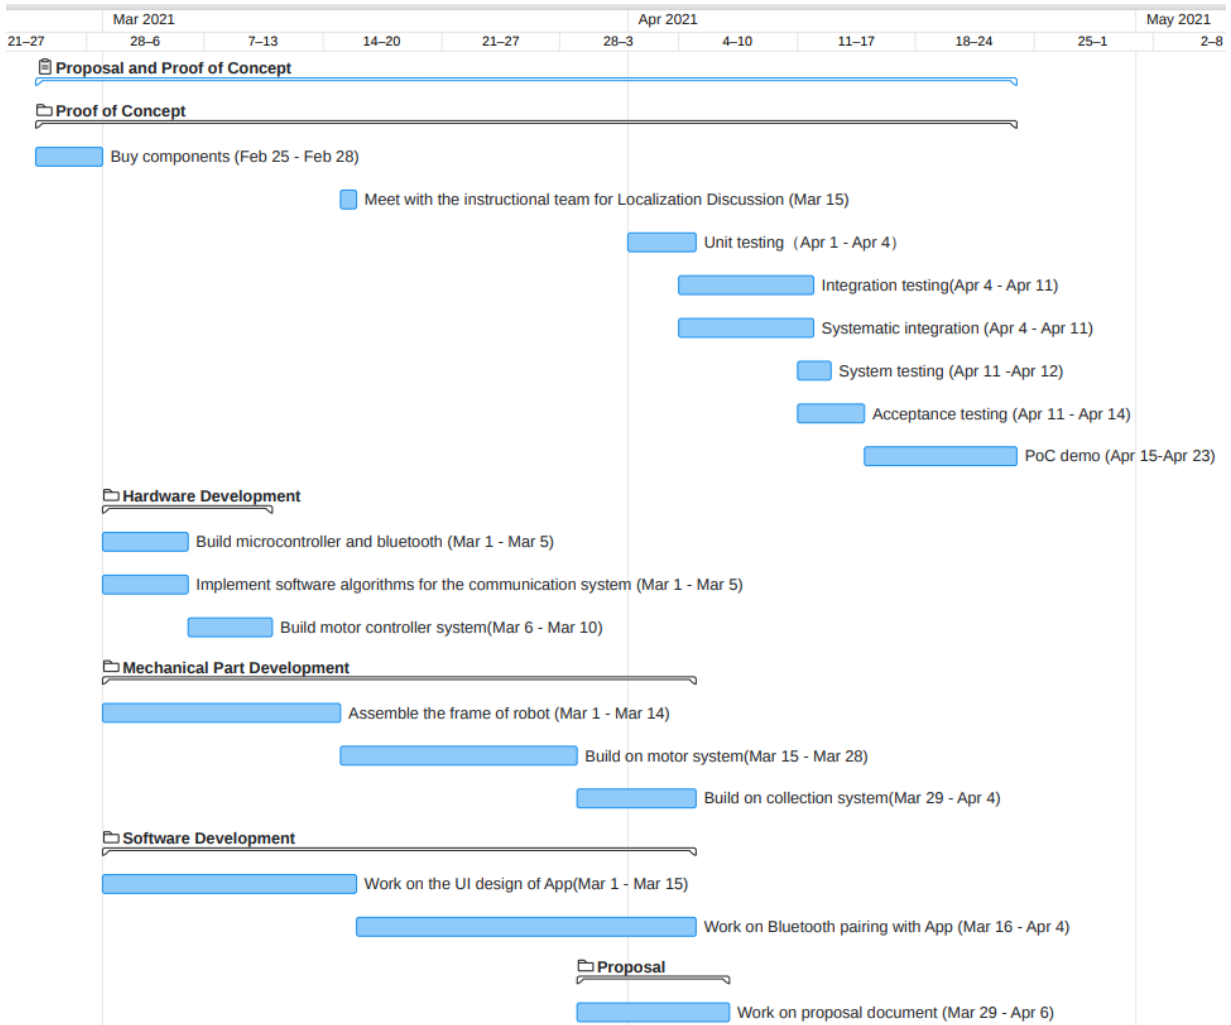 Mar 2021 Apr 2021 May 2021
21–27 28–6 7–13 14–20 21–27 28–3 4–10 11–17 18–24 25–1 2–8
Proposal and Proof of Concept
Proof of Concept
Buy components (Feb 25 - Feb 28)
Meet with the instructional team for Localization Discussion (Mar 15)
Unit testing（Apr 1 - Apr 4）
Integration testing(Apr 4 - Apr 11)
Systematic integration (Apr 4 - Apr 11)
System testing (Apr 11 -Apr 12)
Acceptance testing (Apr 11 - Apr 14)
PoC demo (Apr 15-Apr 23)
Hardware Development
Build microcontroller and bluetooth (Mar 1 - Mar 5)
Implement software algorithms for the communication system (Mar 1 - Mar 5)
Build motor controller system(Mar 6 - Mar 10)
Mechanical Part Development
Assemble the frame of robot (Mar 1 - Mar 14)
Build on motor system(Mar 15 - Mar 28)
Build on collection system(Mar 29 - Apr 4)
Software Development
Work on the UI design of App(Mar 1 - Mar 15)
Work on Bluetooth pairing with App (Mar 16 - Apr 4)
Proposal
Work on proposal document (Mar 29 - Apr 6)